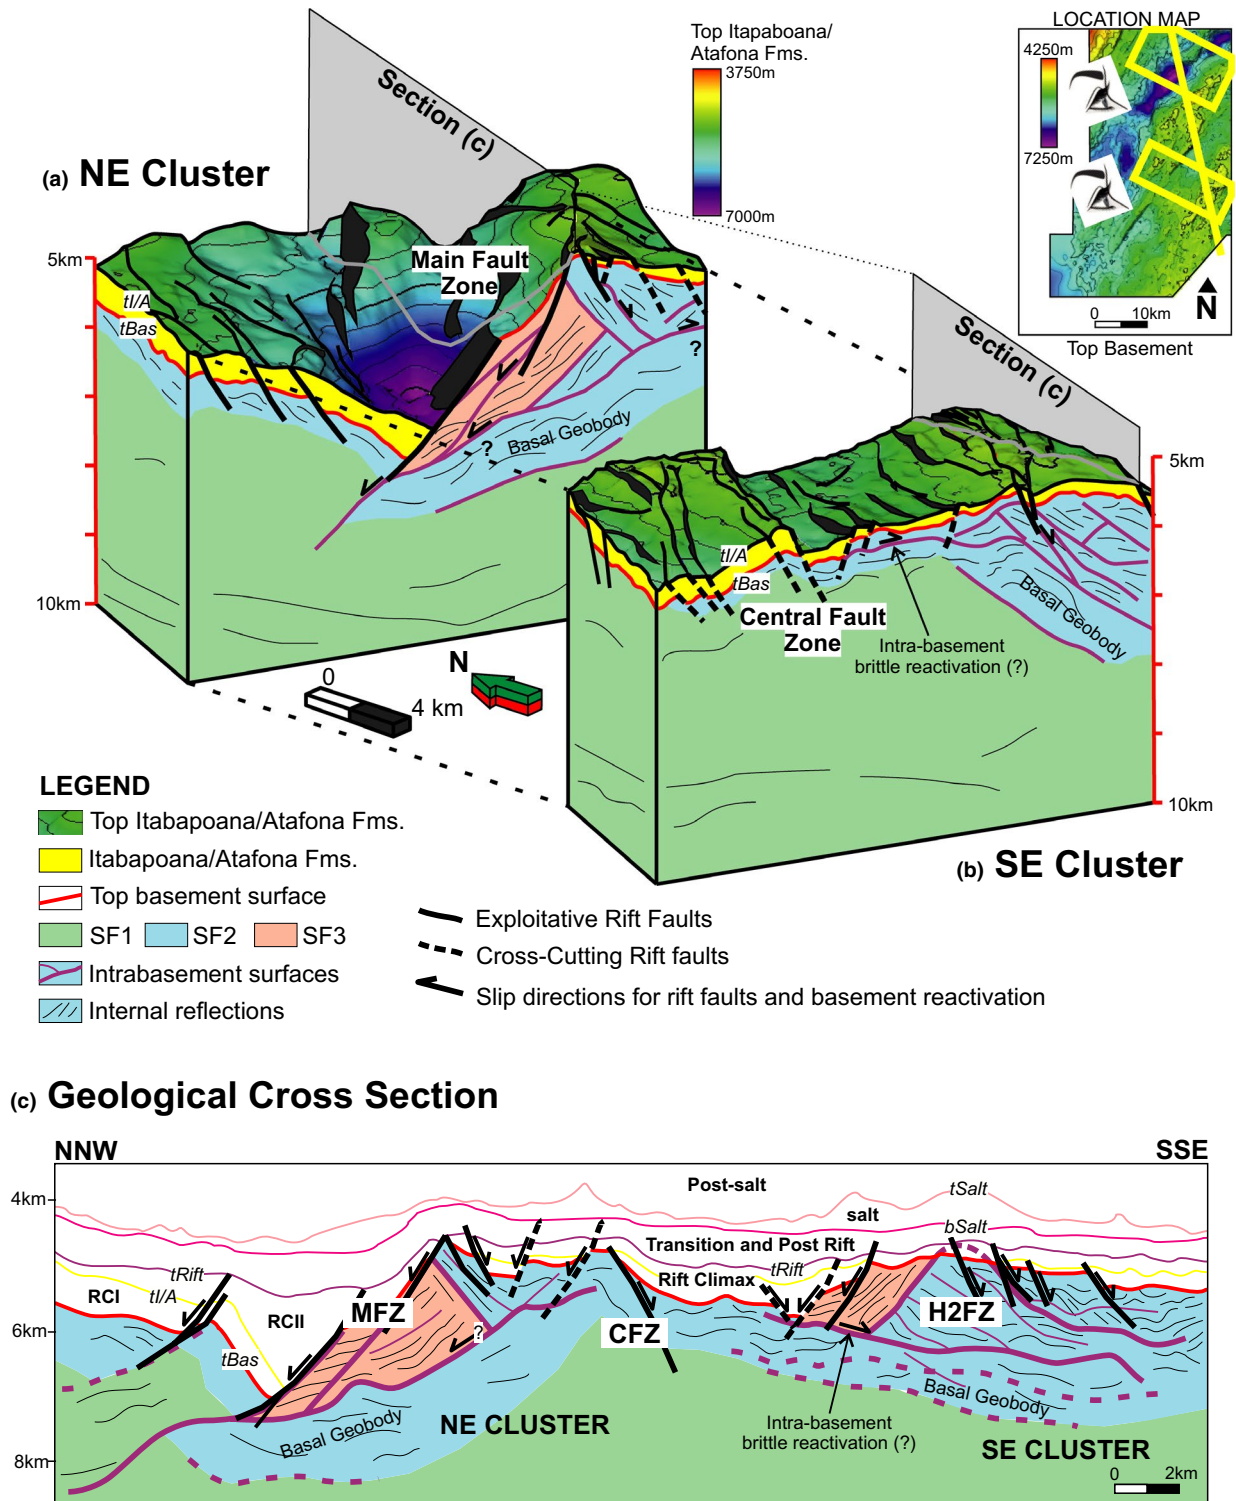 Top Itapaboana/
Atafona Fms.
3750m
7000m
LOCATION MAP
4250m
7250m
N
0 10km
Top Basement
Section (c)
(a) NE Cluster
Main Fault
Zone
5km
tI/A
tBas
10km
?
?
Basal Geobody
Section (c)
5km
tI/A
tBas
Central Fault
Zone
Intra-basement
brittle reactivation (?)
Basal Geobody
10km
(b) SE Cluster
N
0
4 km
LEGEND
Top Itabapoana/Atafona Fms.
Itabapoana/Atafona Fms.
Top basement surface
SF1 SF2 SF3
Intrabasement surfaces
Internal reflections
Exploitative Rift Faults
Cross-Cutting Rift faults
Slip directions for rift faults and basement reactivation
(c) Geological Cross Section
NNW
SSE
4km
6km
8km
Post-salt
tSalt
salt
bSalt
Transition and Post Rift
tRift
tRift
Rift Climax
RCI
tI/A
RCII
MFZ
H2FZ
CFZ
?
tBas
Basal Geobody
NE CLUSTER
Intra-basement
brittle reactivation (?)
Basal Geobody
SE CLUSTER
0 2km